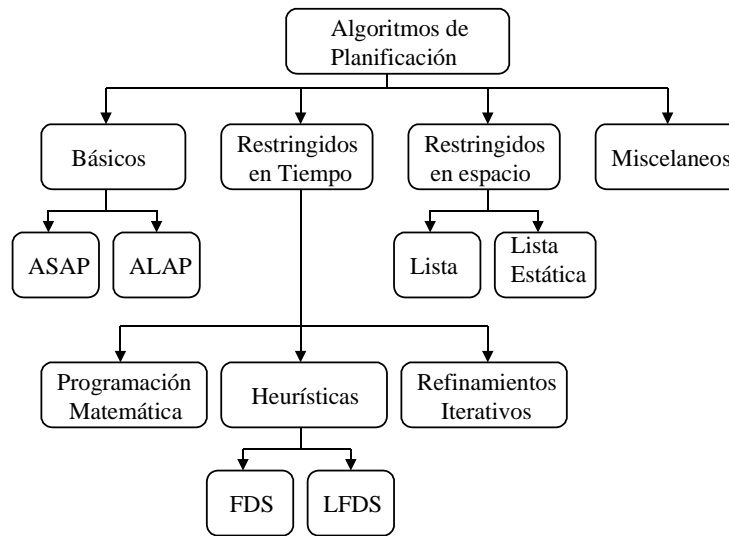 Algoritmos de
Planificación
Básicos
Restringidos
en Tiempo
Restringidos
en espacio
Miscelaneos
ASAP
ALAP
Lista
Lista
Estática
Programación
Matemática
Heurísticas
Refinamientos
Iterativos
FDS
LFDS